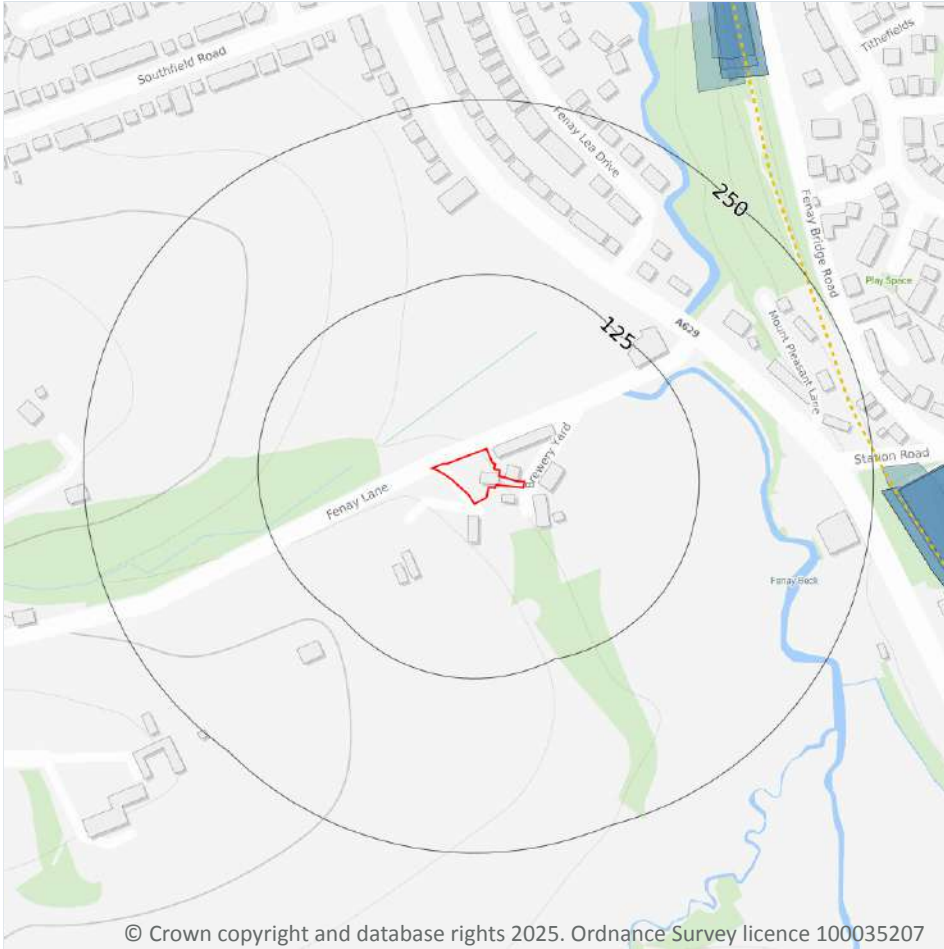 Southfield Road
Tithefields
Fenay Lea Drive
250
Fenay Bridge Road
Play Space
125
A629
Mount Pleasant Lane
Station Road
Brewery Yard
Fenay Lane
Fenay Beck
© Crown copyright and database rights 2025. Ordnance Survey licence 100035207